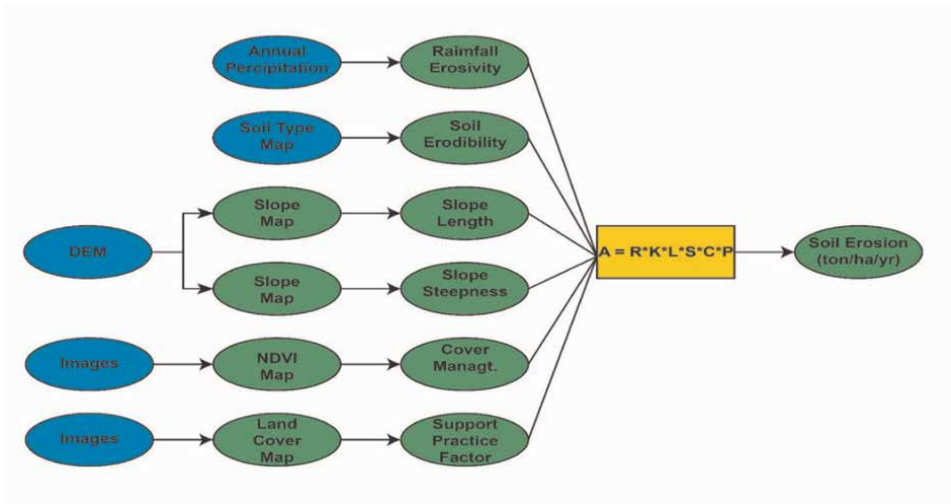 Annual
Percipitation
Raimfall
Erosivity
Soil Type
Map
Soil
Erodibility
Slope
Map
Slope
Length
DEM
A = R*K*L*S*C*P
Soil Erosion
(ton/ha/yr)
Slope
Map
Slope
Steepness
Images
NDVI
Map
Cover
Managt.
Images
Land
Cover
Map
Support
Practice
Factor